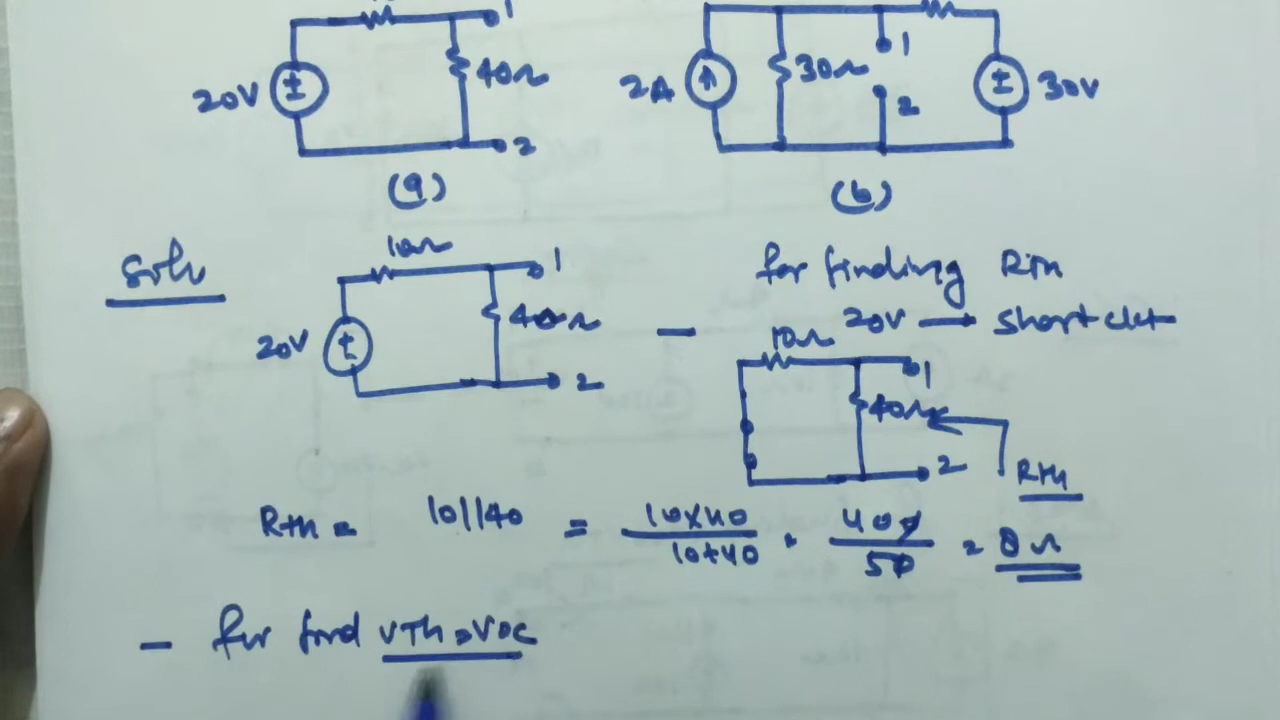 1
20V
±
40Ω
2
(a)
2A
↑
30Ω
1
2
±
30V
(b)
Soln
10Ω
1
20V
±
40Ω
2
for finding Rth
— 20V → short ckt
10Ω
1
40Ω
2
Rth
Rth = 10||40 = 10×40/10+40 = 400/50 = 8Ω
— for find VTh=Voc